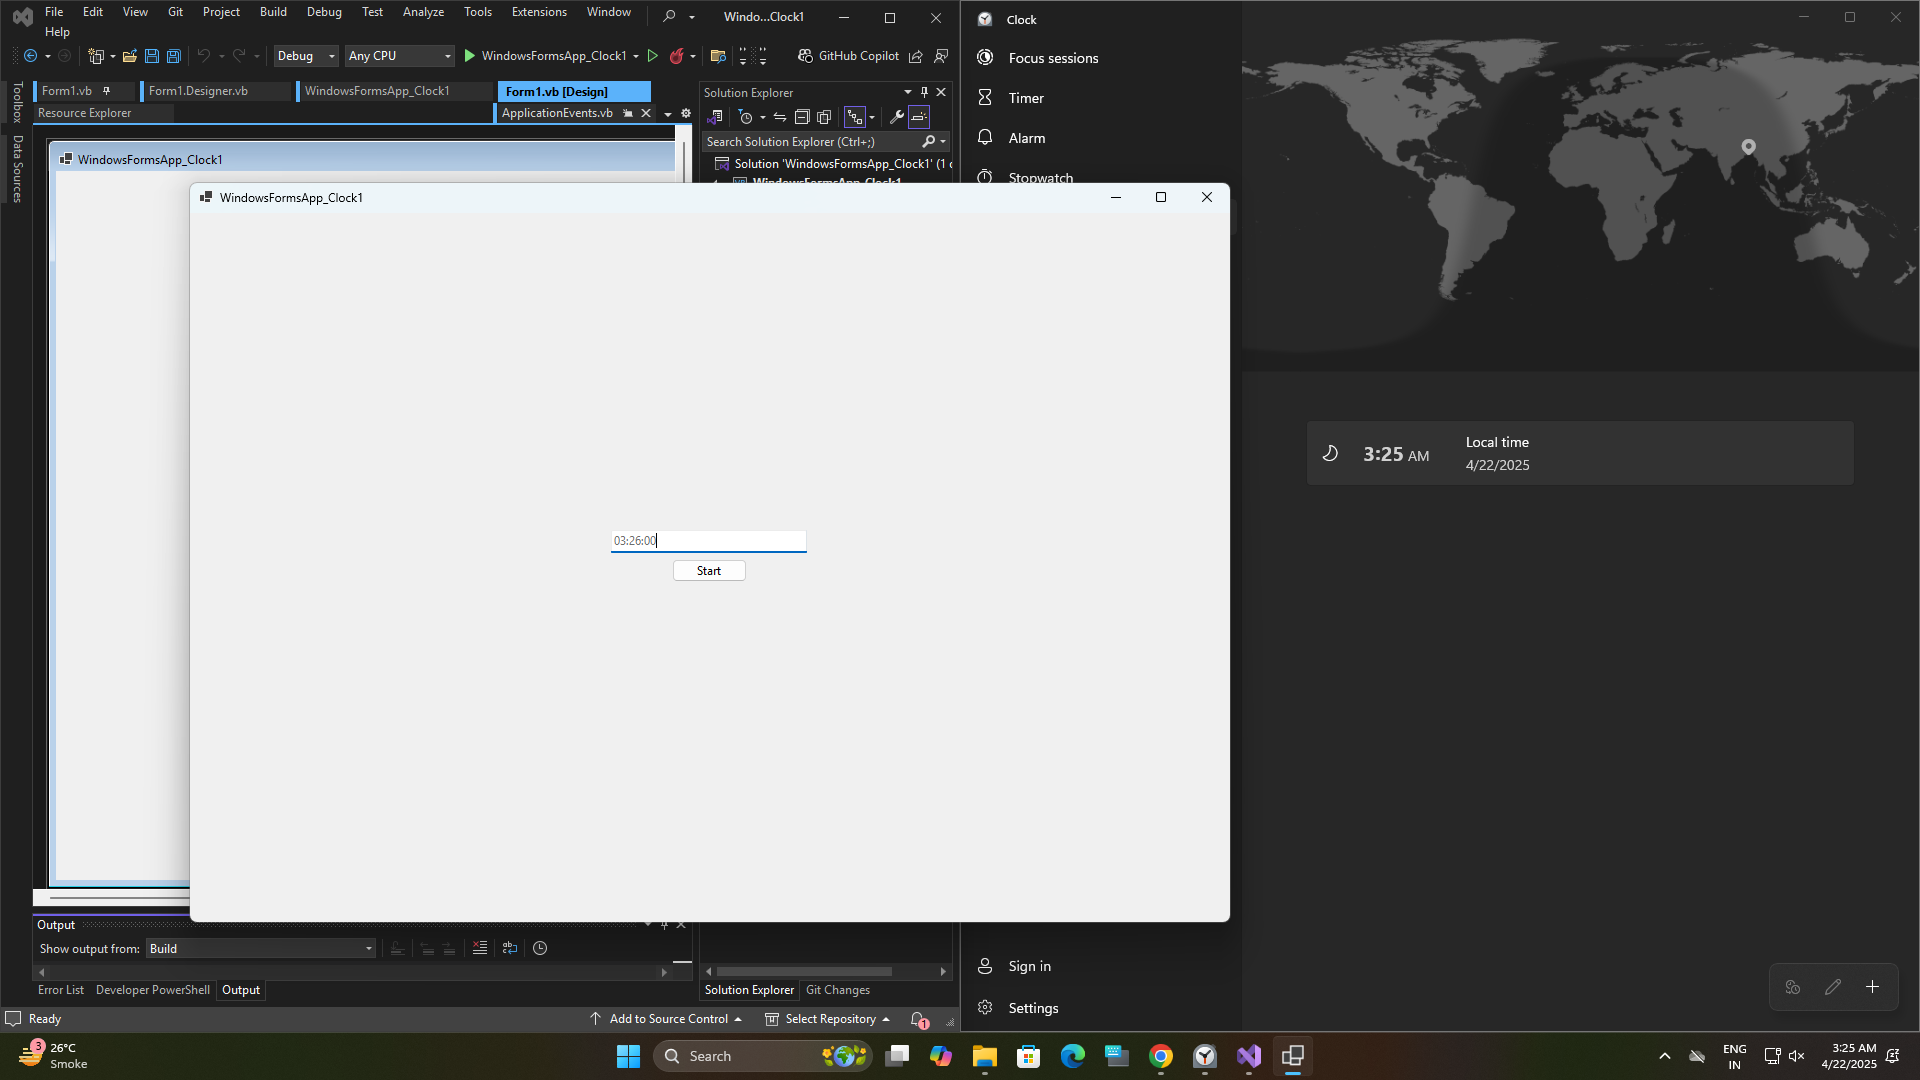 File Edit View Git Project Build Debug Test Analyze Tools Extensions Window
Windo...Clock1
Help
Debug
Any CPU
WindowsFormsApp_Clock1
GitHub Copilot
Toolbox
Data Sources
Form1.vb
Form1.Designer.vb
WindowsFormsApp_Clock1
Form1.vb [Design]
Resource Explorer
ApplicationEvents.vb
WindowsFormsApp_Clock1
Solution Explorer
Search Solution Explorer (Ctrl+;)
Solution 'WindowsFormsApp_Clock1' (1
WindowsFormsApp_Clock1
WindowsFormsApp_Clock1
03:26:00
Start
Output
Show output from:
Build
Error List
Developer PowerShell
Output
Solution Explorer
Git Changes
Ready
Add to Source Control
Select Repository
1
Clock
Focus sessions
Timer
Alarm
Stopwatch
3:25 AM
Local time
4/22/2025
Sign in
Settings
3
26°C
Smoke
Search
ENG
IN
3:25 AM
4/22/2025